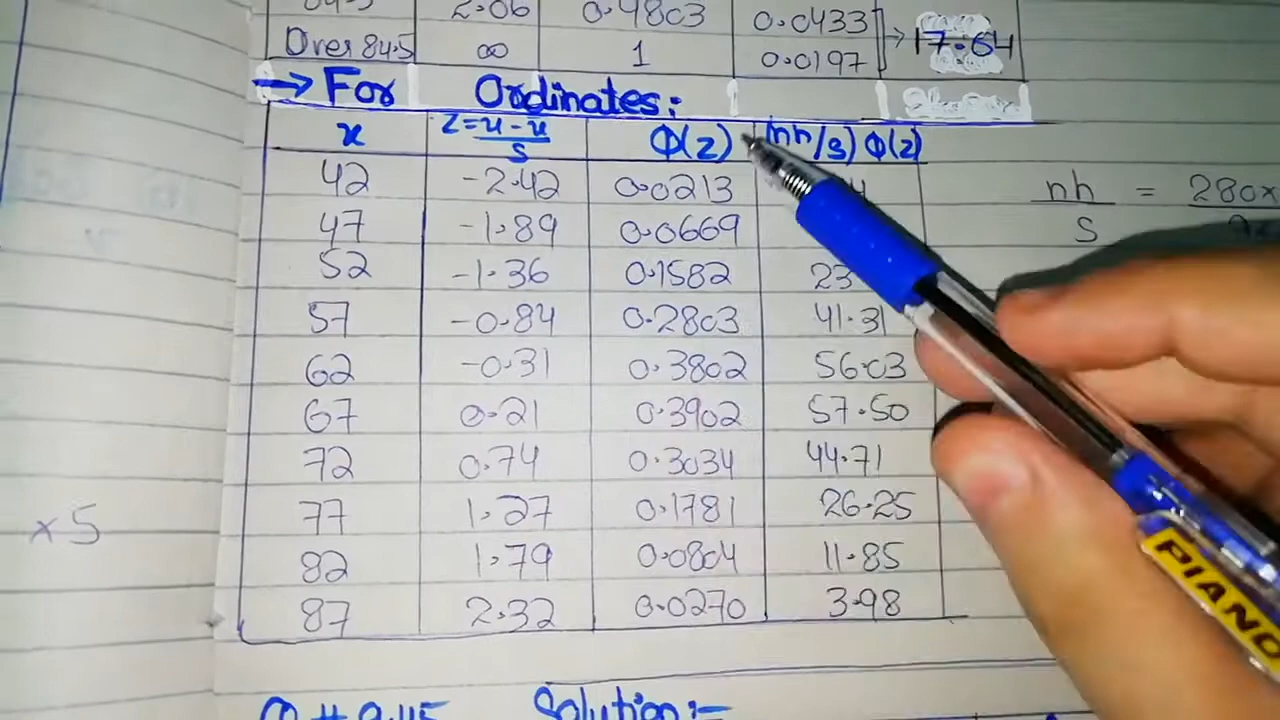 2.06 0.4803 0.0433
Over 84.5 ∞ 1 0.0197 → 17.64
→ For Ordinates:
x Z=x-x/s Φ(z) (nh/s) Φ(z)
42 -2.42 0.0213
47 -1.89 0.0669
52 -1.36 0.1582 23
57 -0.84 0.2803 41.31
62 -0.31 0.3802 56.03
67 0.21 0.3902 57.50
72 0.74 0.3034 44.71
77 1.27 0.1781 26.25
82 1.79 0.0804 11.85
87 2.32 0.0270 3.98
nh/s = 280x
x5
Solution:-
PIANO